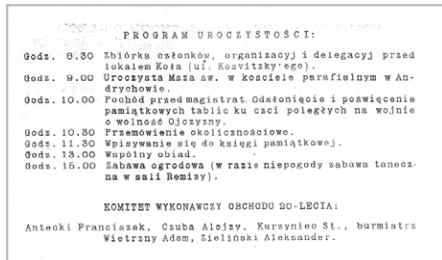 PROGRAM UROCZYSTOŚCI:
Godz. 8.30 Zbiórka członków, organizacyj i delegacyj przed
lokalem Koła (ul. Kosvitzky'ego).
Godz. 9.00 Uroczysta Msza św. w kosciele parafialnym w An-
drychowie.
Godz. 10.00 Pochód przed magistrat. Odsłonięcie i poświęcenie
pamiątkowych tablic ku czci poległych na wojnie
o wolność Ojczyzny.
Godz. 10.30 Przemówienie okolicznościowe.
Godz. 11.30 Wpisywanie się do księgi pamiątkowej.
Godz. 13.00 Wspólny obiad.
Godz. 15.00 Zabawa ogrodowa (w razie niepogody zabawa tanecz-
na w sali Remizy).
KOMITET WYKONAWCZY OBCHODU 20-LECIA:
Antecki Franciszek, Czuba Alojzy, Kurzyniec St., burmistrz
Wietrzny Adam, Zieliński Aleksander.